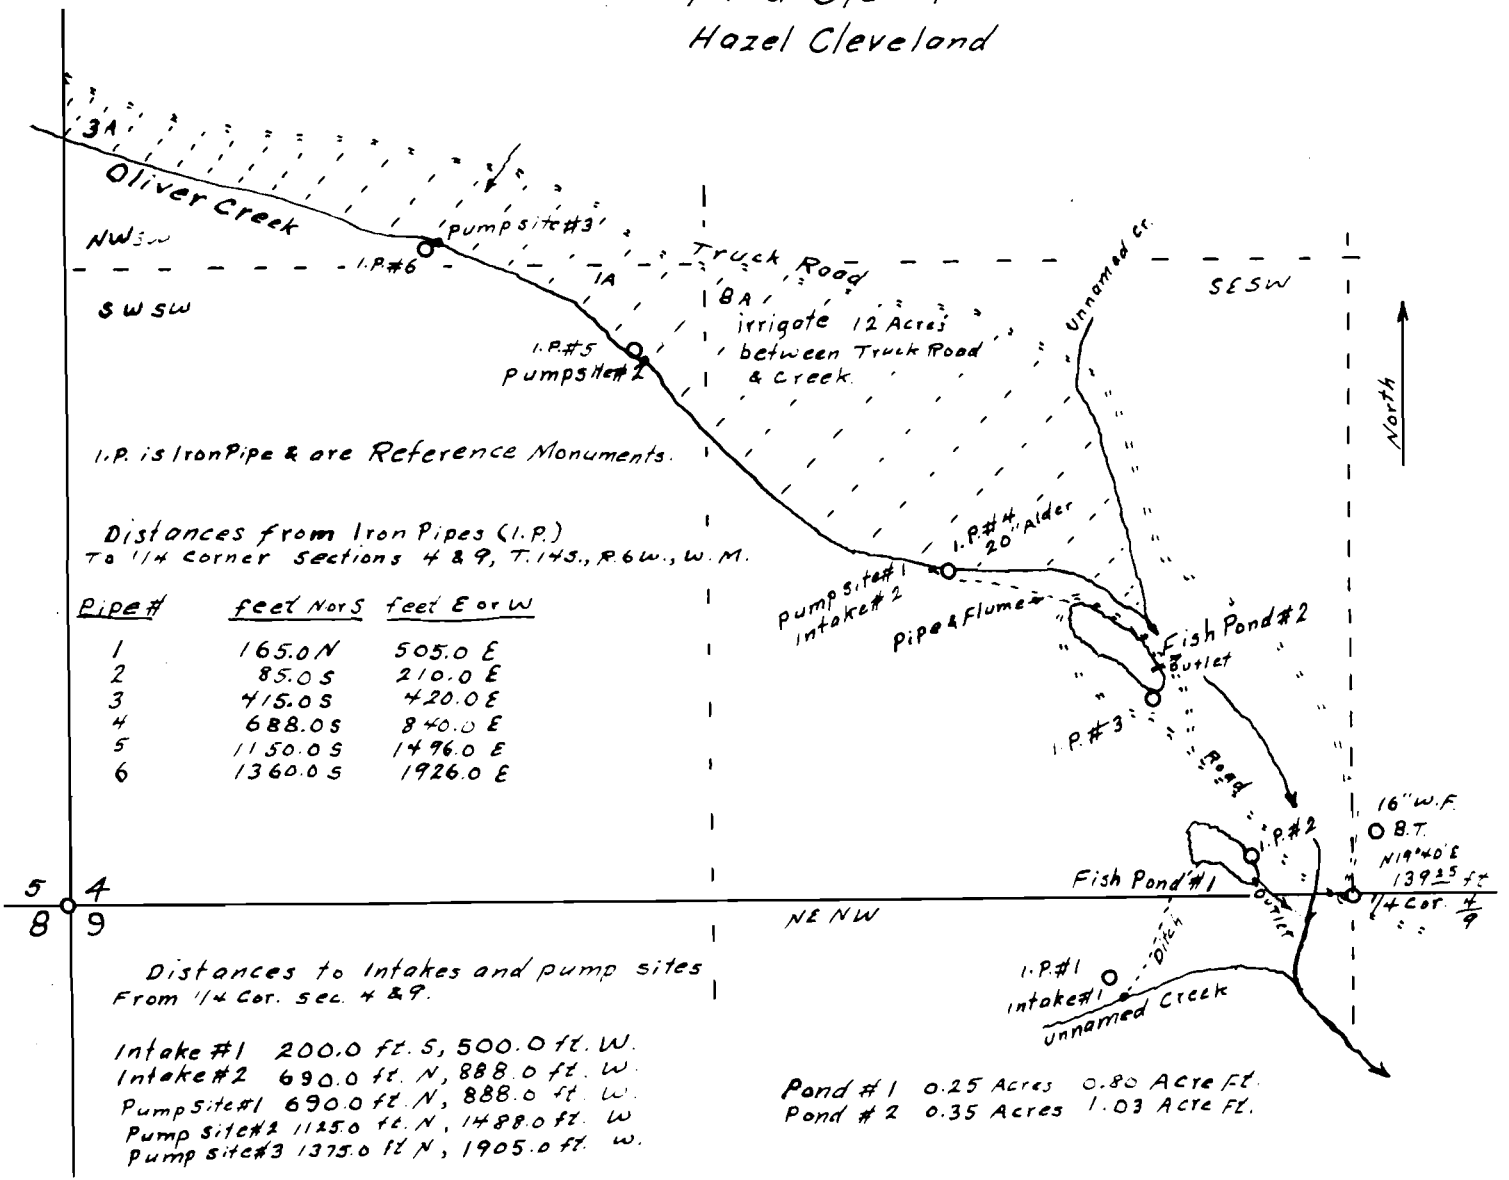 Hazel Cleveland
3A
Oliver Creek
pump site #3
NWSW
I.P.#6
Truck Road
1A
SWSW
8A
irrigate 12 Acres
between Truck Road
& Creek.
Unnamed Cr.
SESW
I.P.#5
Pumpsite#2
North
I.P. is Iron Pipe & are Reference Monuments.
Distances from Iron Pipes (I.P.)
To 1/4 Corner Sections 4 & 9, T.14S., R.6W., W.M.
Pipe # feet N or S feet E or W
1 165.0 N 505.0 E
2 85.0 S 210.0 E
3 415.0 S 420.0 E
4 688.0 S 840.0 E
5 1150.0 S 1496.0 E
6 1360.0 S 1926.0 E
I.P.#4
20" Alder
Pump site#1
Intake #2
Pipe & Flume
Fish Pond #2
outlet
I.P.#3
Road
16" W.F.
B.T.
N19°40'E
139.25 ft
1/4 Cor. 4/9
I.P.#2
Fish Pond #1
Outlet
5 4
8 9
NE NW
Ditch
I.P.#1
Intake#1
unnamed Creek
Distances to Intakes and pump sites
From 1/4 Cor. sec. 4 & 9.
Intake #1 200.0 ft. S, 500.0 ft. W.
Intake #2 690.0 ft. N, 888.0 ft. W.
Pump Site#1 690.0 ft. N, 888.0 ft. W.
Pump Site#2 1125.0 ft. N, 1488.0 ft. W
Pump site#3 1375.0 ft N, 1905.0 ft. W.
Pond #1 0.25 Acres 0.80 Acre Ft.
Pond #2 0.35 Acres 1.03 Acre Ft.